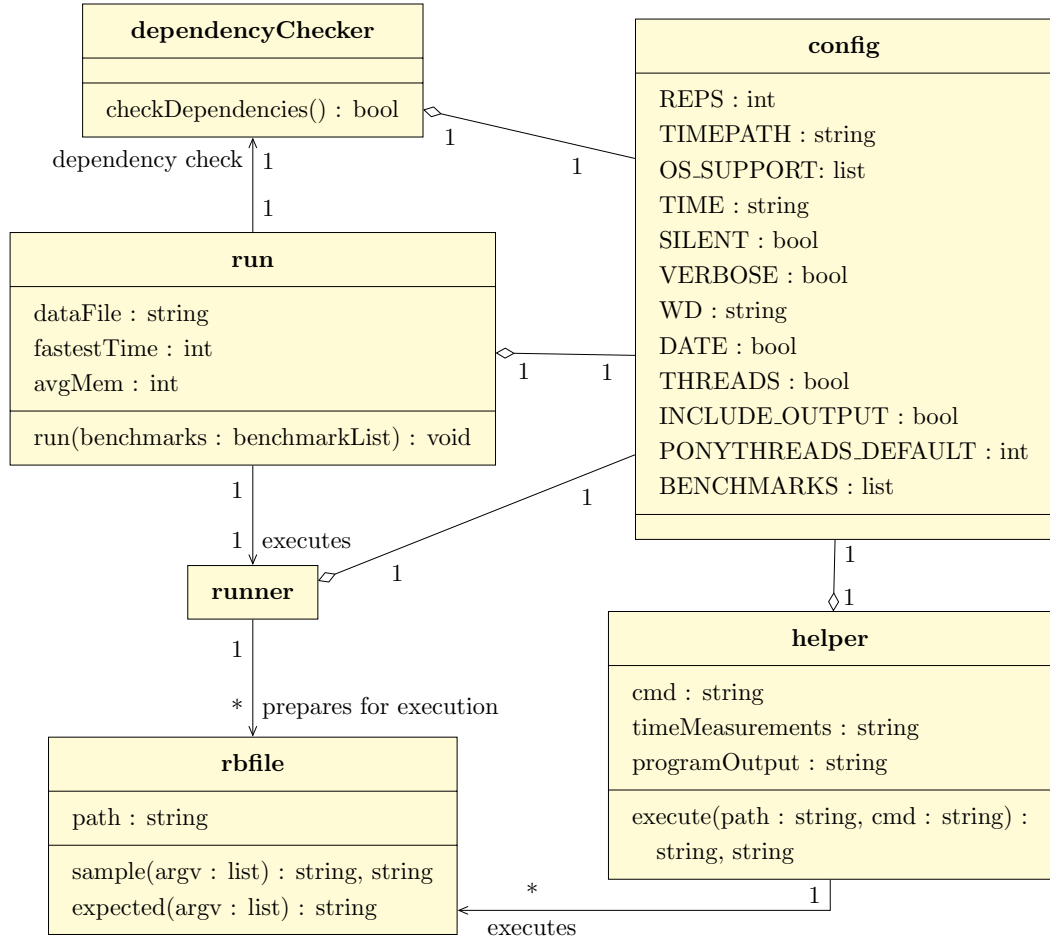 dependencyChecker
checkDependencies() : bool
1
1
dependency check
1
1
config
REPS : int
TIMEPATH : string
OS_SUPPORT: list
TIME : string
SILENT : bool
VERBOSE : bool
WD : string
DATE : bool
THREADS : bool
INCLUDE_OUTPUT : bool
PONYTHREADS_DEFAULT : int
BENCHMARKS : list
run
dataFile : string
fastestTime : int
avgMem : int
run(benchmarks : benchmarkList) : void
1
1
1
1
executes
runner
1
1
1
1
helper
cmd : string
timeMeasurements : string
programOutput : string
execute(path : string, cmd : string) :
string, string
1
* prepares for execution
rbfile
path : string
sample(argv : list) : string, string
expected(argv : list) : string
*
1
executes